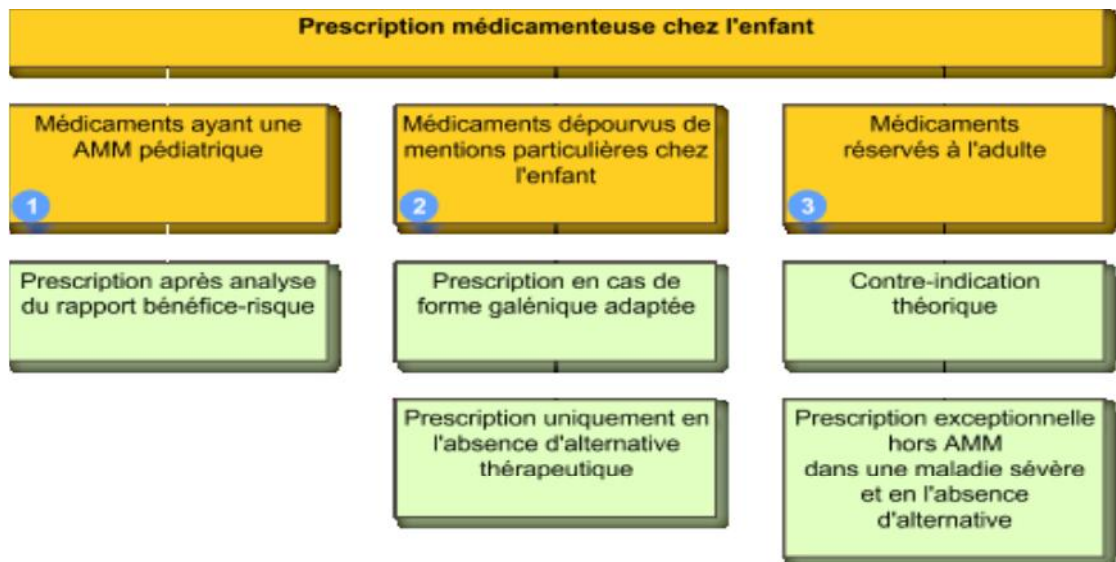 Prescription médicamenteuse chez l'enfant
Médicaments ayant une
AMM pédiatrique
1
Médicaments dépourvus de
mentions particulières chez
l'enfant
2
Médicaments
réservés à l'adulte
3
Prescription après analyse
du rapport bénéfice-risque
Prescription en cas de
forme galénique adaptée
Contre-indication
théorique
Prescription uniquement en
l'absence d'alternative
thérapeutique
Prescription exceptionnelle
hors AMM
dans une maladie sévère
et en l'absence
d'alternative